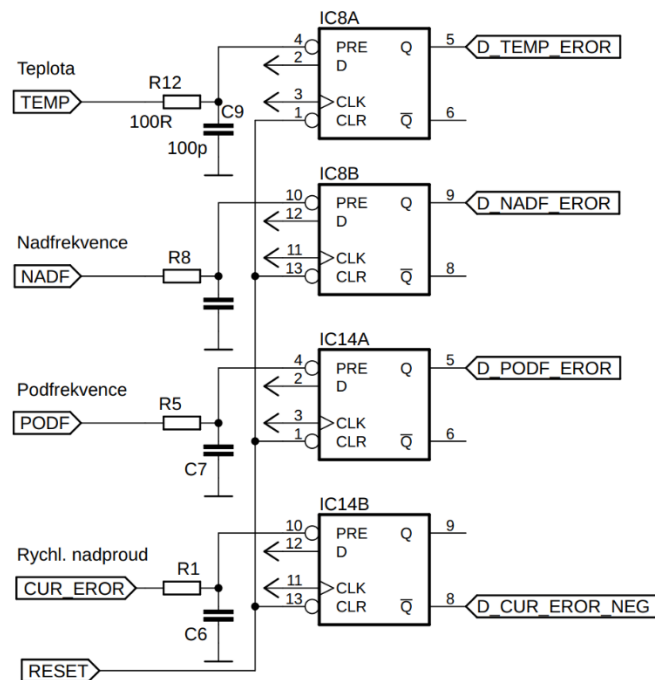 IC8A
4 PRE Q 5 D_TEMP_EROR
2 D
Teplota
TEMP R12 C9 3 CLK
100R 1 CLR Q 6
100p
IC8B
10 PRE Q 9 D_NADF_EROR
12 D
Nadfrekvence
NADF R8 11 CLK
13 CLR Q 8
IC14A
4 PRE Q 5 D_PODF_EROR
2 D
Podfrekvence
PODF R5 3 CLK
1 CLR Q 6
C7
IC14B
10 PRE Q 9
12 D
Rychl. nadproud
CUR_EROR R1 11 CLK
C6 13 CLR Q 8 D_CUR_EROR_NEG
RESET